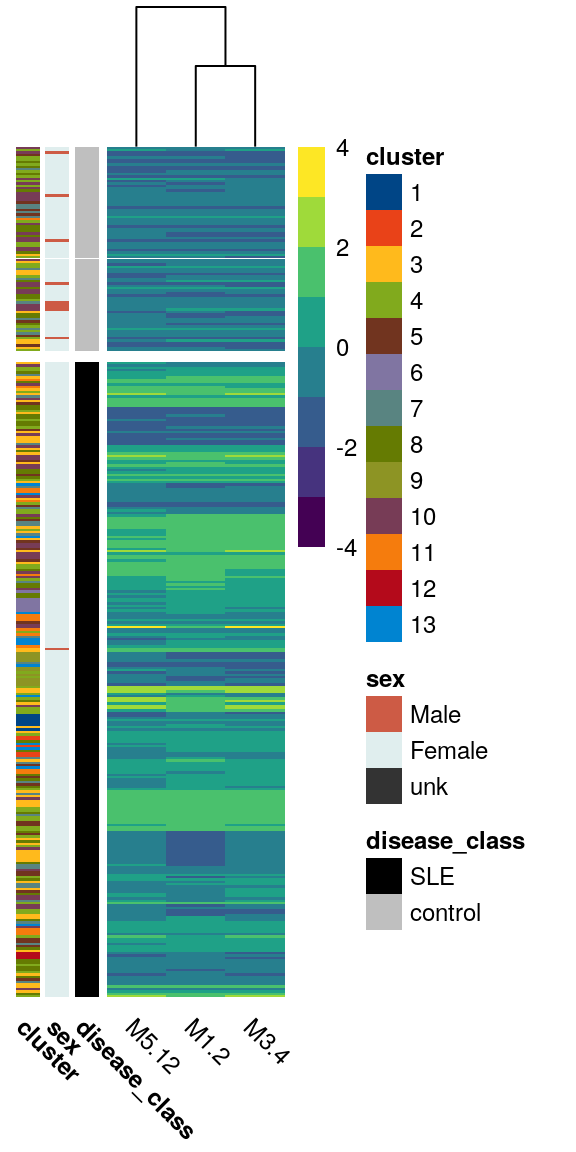 4
2
0
-2
-4
cluster
1
2
3
4
5
6
7
8
9
10
11
12
13
sex
Male
Female
unk
disease_class
SLE
control
cluster
sex
disease_class
M5.12
M1.2
M3.4